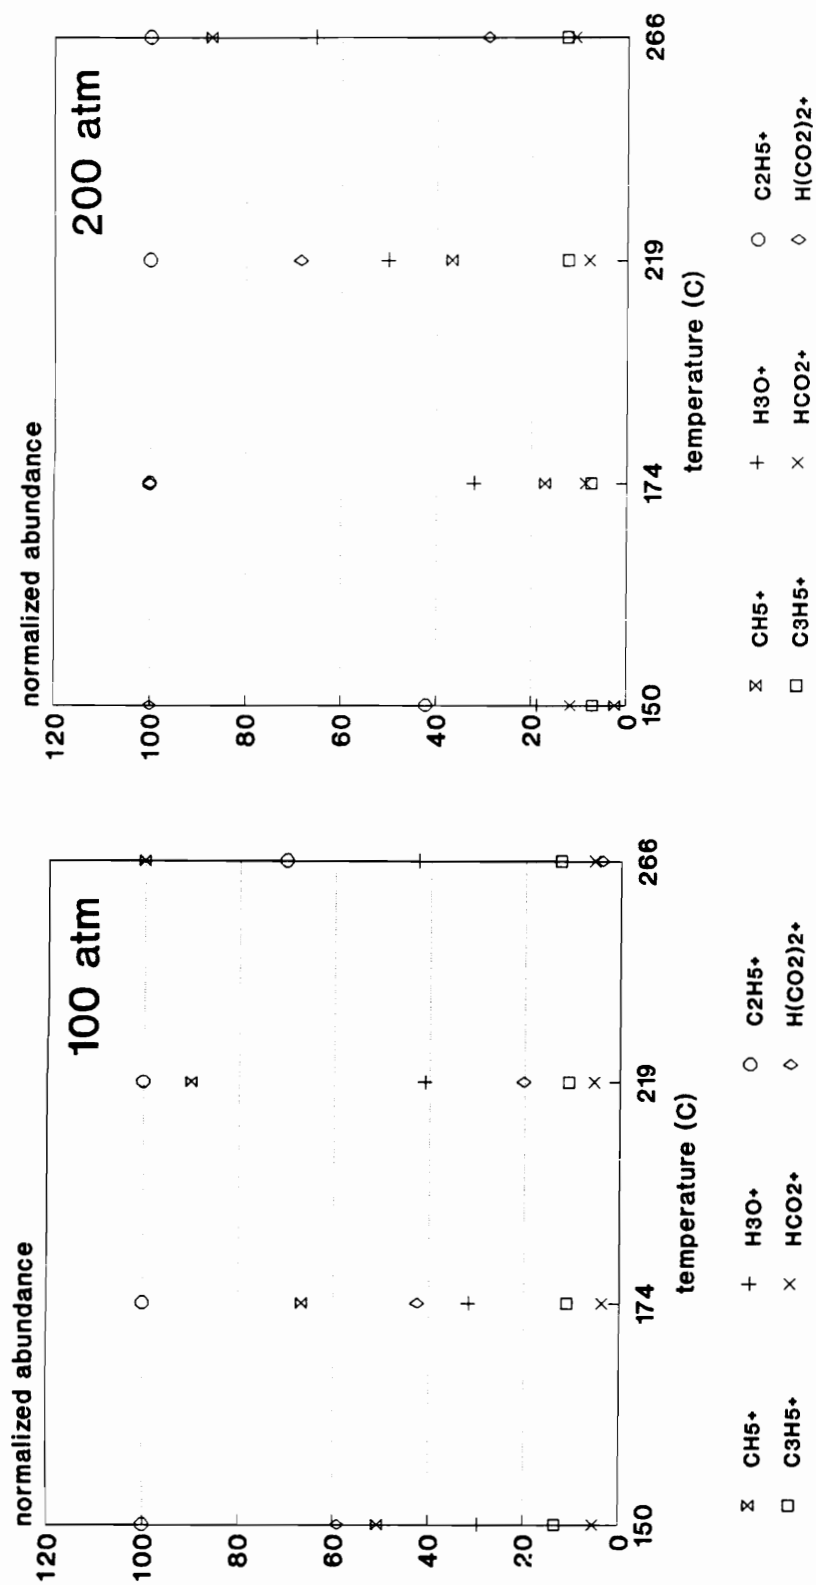 normalized abundance
120
100 atm
100
80
60
40
20
0
150
174
219
266
temperature (C)
CH5+
H3O+
C2H5+
C3H5+
HCO2+
H(CO2)2+
normalized abundance
120
200 atm
100
80
60
40
20
0
150
174
219
266
temperature (C)
CH5+
H3O+
C2H5+
C3H5+
HCO2+
H(CO2)2+